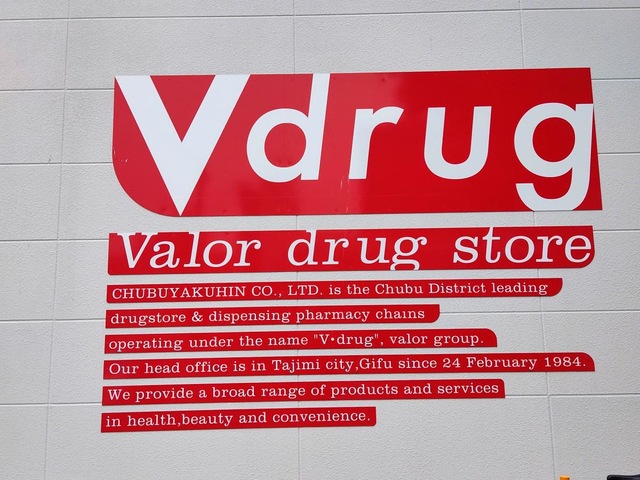 Vdrug
Valor drug store
CHUBUYAKUHIN CO., LTD. is the Chubu District leading
drugstore & dispensing pharmacy chains
operating under the name "V•drug", valor group.
Our head office is in Tajimi city,Gifu since 24 February 1984.
We provide a broad range of products and services
in health,beauty and convenience.